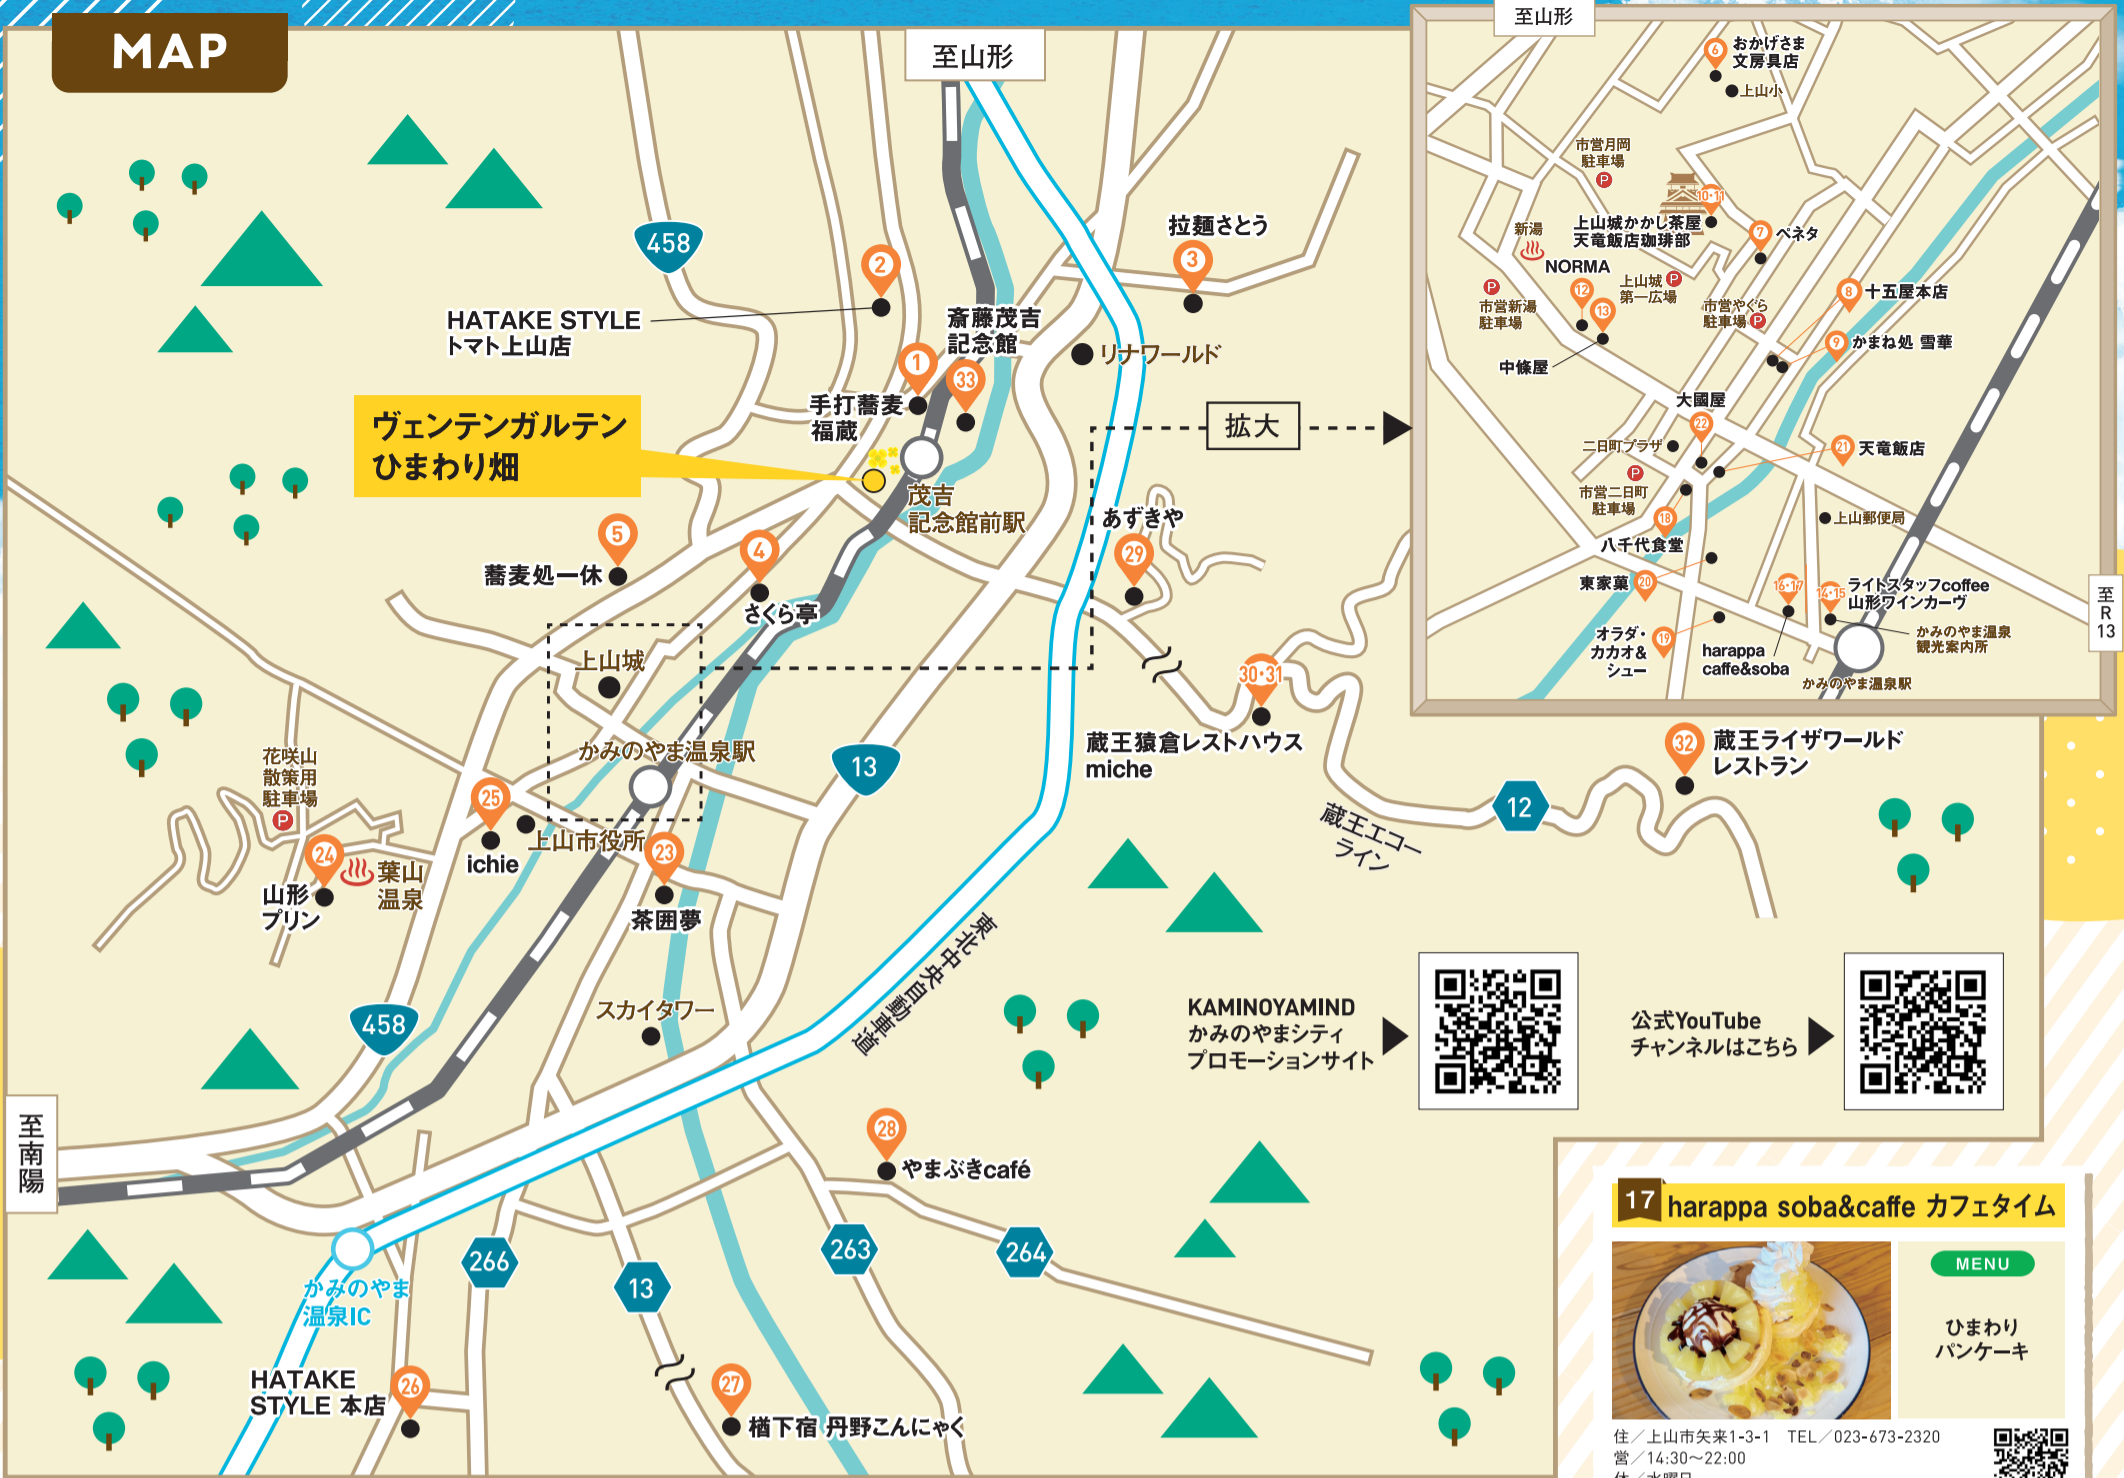 MAP
至山形
458
2
HATAKE STYLE
トマト上山店
拉麺さとう
3
斎藤茂吉
記念館
リナワールド
1
33
手打蕎麦
福蔵
ヴェンテンガルテン
ひまわり畑
茂吉
記念館前駅
拡大
あずきや
29
5
蕎麦処一休
4
さくら亭
上山城
かみのやま温泉駅
30・31
蔵王猿倉レストハウス
miche
13
32
蔵王ライザワールド
レストラン
12
蔵王エコー
ライン
花咲山
散策用
駐車場
P
25
ichie
上山市役所
23
茶囲夢
24
葉山
温泉
山形
プリン
東北中央自動車道
スカイタワー
458
至南陽
KAMINOYAMIND
かみのやまシティ
プロモーションサイト
公式YouTube
チャンネルはこちら
28
やまぶきcafé
266
13
263
264
かみのやま
温泉IC
HATAKE
STYLE 本店
26
27
楢下宿 丹野こんにゃく
至山形
6
おかげさま
文房具店
上山小
市営月岡
駐車場
P
10・11
上山城かかし茶屋
天竜飯店珈琲部
7
ペネタ
新湯
NORMA
12
13
P
市営新湯
駐車場
上山城
第一広場
P
市営やぐら
駐車場
P
8
十五屋本店
9
かまね処 雪華
中條屋
大國屋
22
二日町プラザ
P
市営二日町
駐車場
21
天竜飯店
18
八千代食堂
上山郵便局
東家菓
20
16・17
14・15
ライトスタッフcoffee
山形ワインカーヴ
かみのやま温泉
観光案内所
オラダ・
カカオ&
シュー
19
harappa
caffe&soba
かみのやま温泉駅
至R13
17
harappa soba&caffe カフェタイム
MENU
ひまわり
パンケーキ
住／上山市矢来1-3-1　TEL／023-673-2320
営／14:30〜22:00
休／水曜日